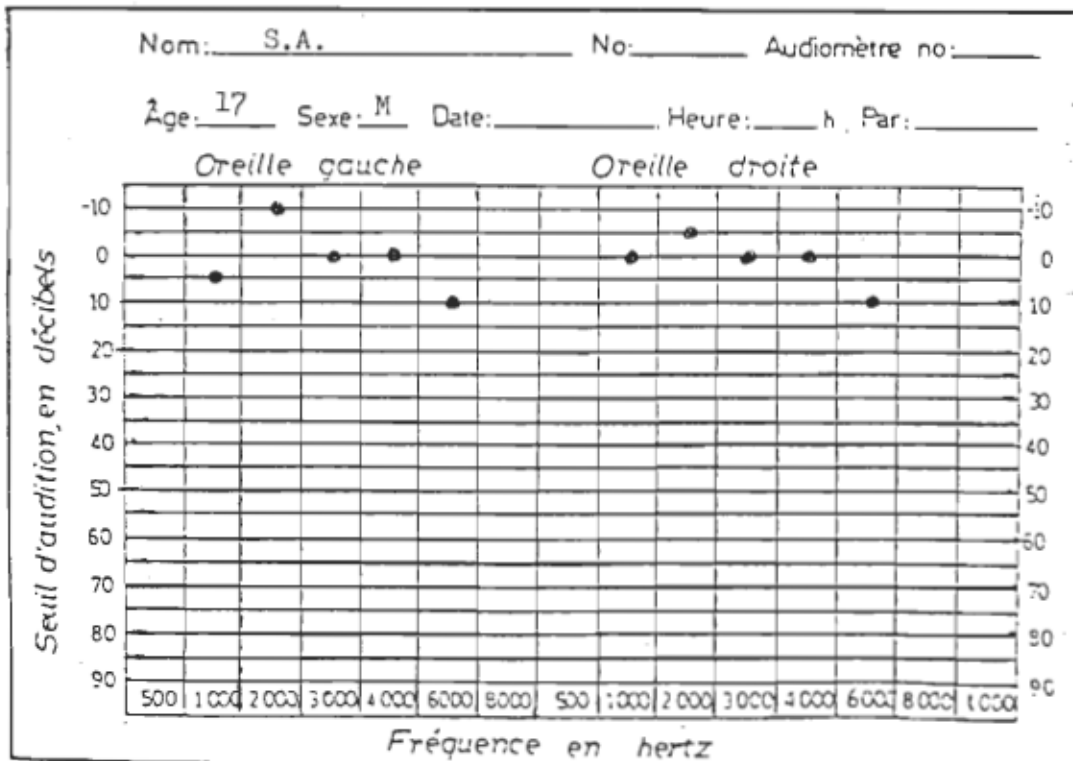 Nom: S.A. No: Audiomètre no:
Âge: 17 Sexe: M Date: Heure: h Par:
Oreille gauche Oreille droite
Seuil d'audition, en décibels
-10 -10
0 0
10 10
20 20
30 30
40 40
50 50
60 60
70 70
80 80
90 90
500 1000 2000 3000 4000 6000 8000 500 1000 2000 3000 4000 6000 8000 10000
Fréquence en hertz